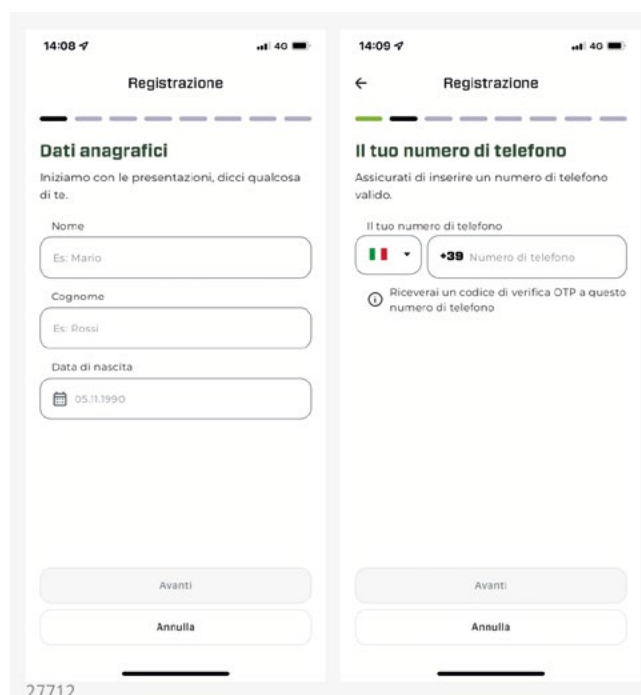 14:08
4G
Registrazione
Dati anagrafici
Iniziamo con le presentazioni, dicci qualcosa
di te.
Nome
Es: Mario
Cognome
Es: Rossi
Data di nascita
05.11.1990
Avanti
Annulla
14:09
4G
Registrazione
Il tuo numero di telefono
Assicurati di inserire un numero di telefono
valido.
Il tuo numero di telefono
+39 Numero di telefono
Riceverai un codice di verifica OTP a questo
numero di telefono
Avanti
Annulla
27712